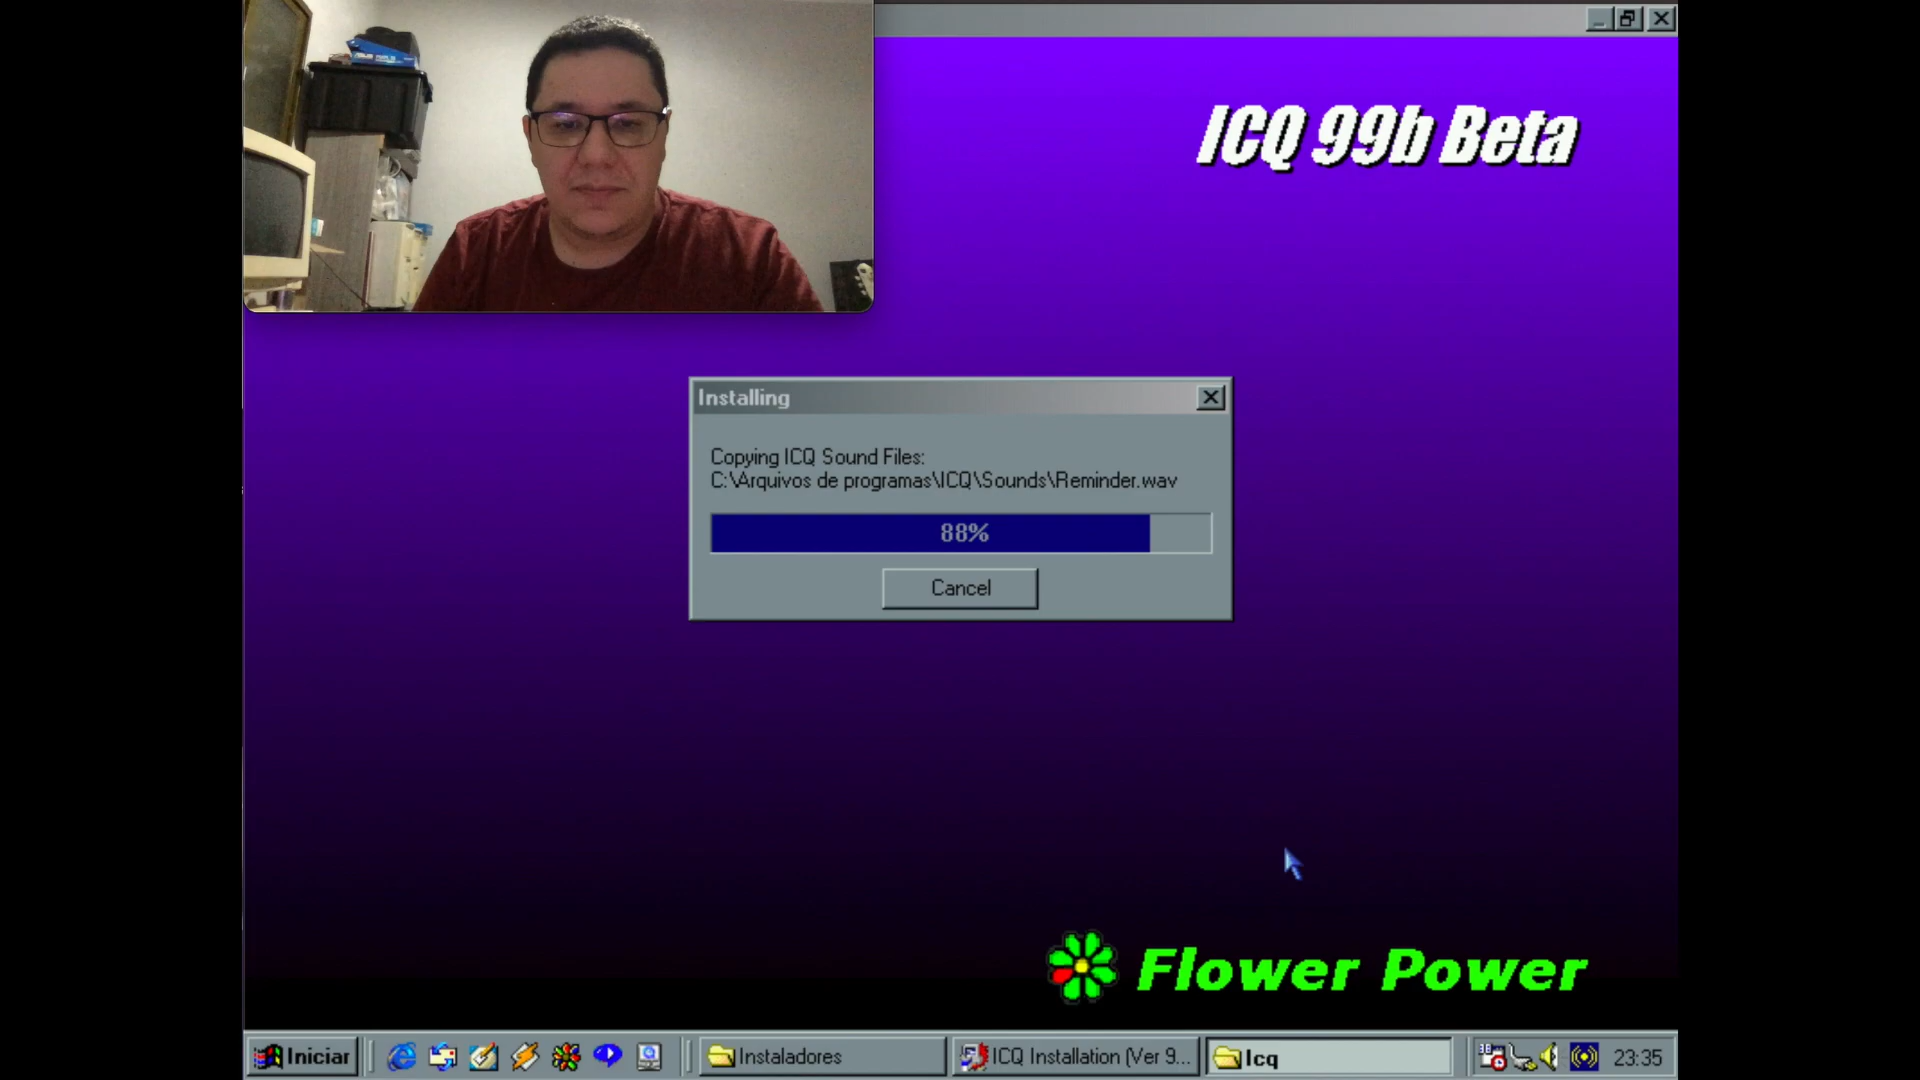 ICQ 99b Beta
Installing
Copying ICQ Sound Files:
C:\Arquivos de programas\ICQ\Sounds\Reminder.wav
88%
Cancel
Flower Power
Iniciar
Instaladores
ICQ Installation (Ver 9...
Icq
23:35